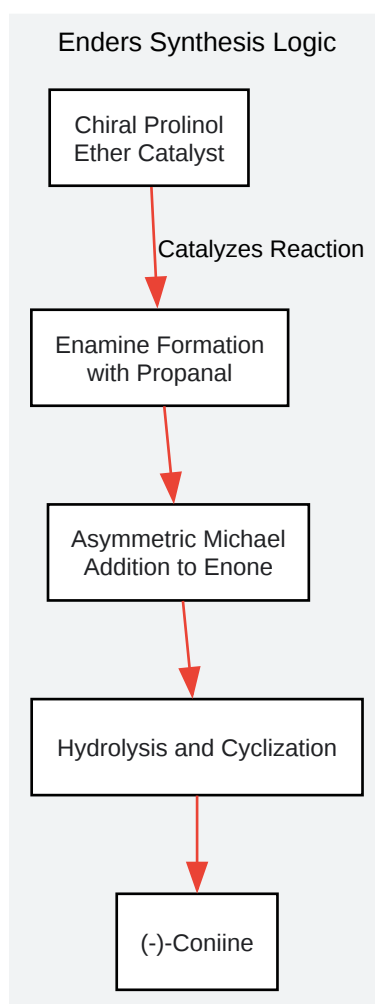 Enders Synthesis Logic
Chiral Prolinol
Ether Catalyst
Catalyzes Reaction
Enamine Formation
with Propanal
Asymmetric Michael
Addition to Enone
Hydrolysis and Cyclization
(-)-Coniine